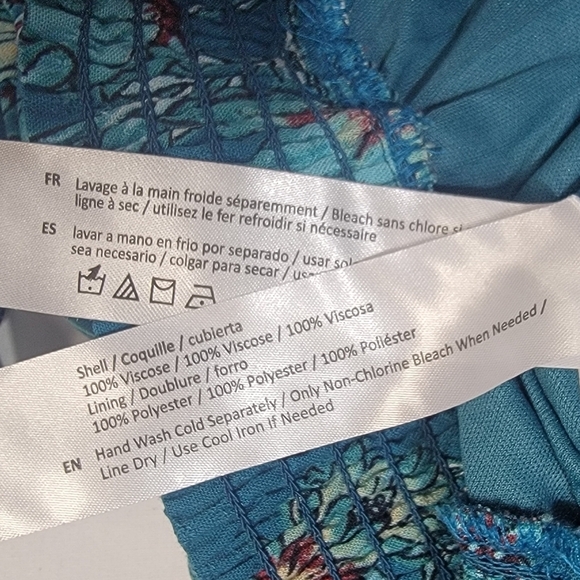 FR Lavage à la main froide séparemment / Bleach sans chlore
ligne à sec / utilisez le fer refroidir si nécessaire
ES lavar a mano en frio por separado / usar
sea necesario / colgar para secar /
Shell / Coquille / cubierta
100% Viscose / 100% Viscose / 100% Viscosa
Lining / Doublure / forro
100% Polyester / 100% Polyester / 100% Poliéster
EN Hand Wash Cold Separately / Only Non-Chlorine Bleach When Needed /
Line Dry / Use Cool Iron If Needed